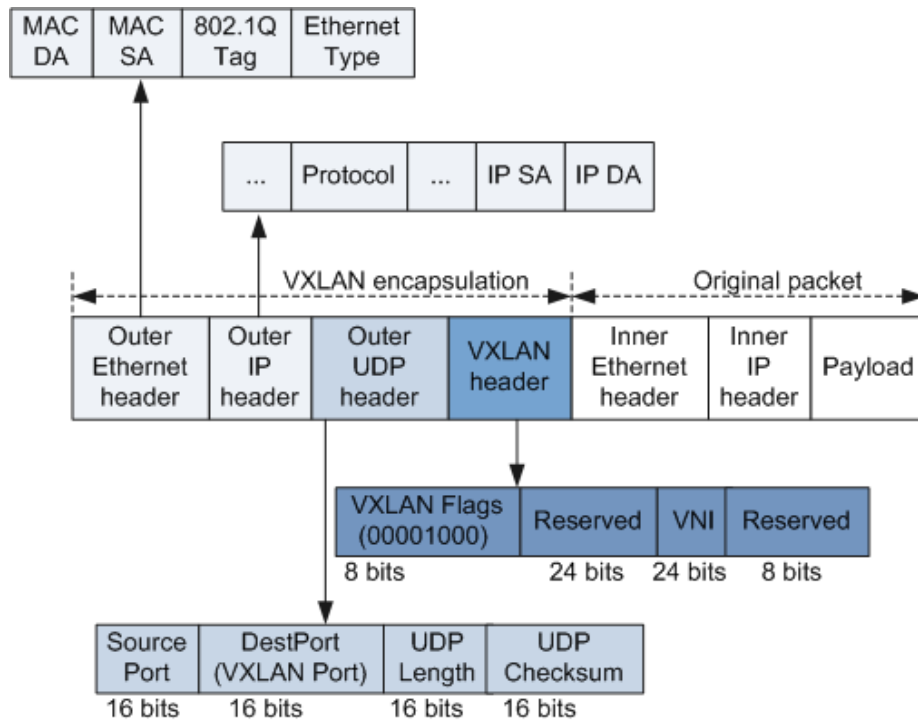 MAC DA
MAC SA
802.1Q Tag
Ethernet Type
...
Protocol
...
IP SA
IP DA
VXLAN encapsulation
Original packet
Outer Ethernet header
Outer IP header
Outer UDP header
VXLAN header
Inner Ethernet header
Inner IP header
Payload
VXLAN Flags (00001000)
Reserved
VNI
Reserved
8 bits
24 bits
24 bits
8 bits
Source Port
DestPort (VXLAN Port)
UDP Length
UDP Checksum
16 bits
16 bits
16 bits
16 bits